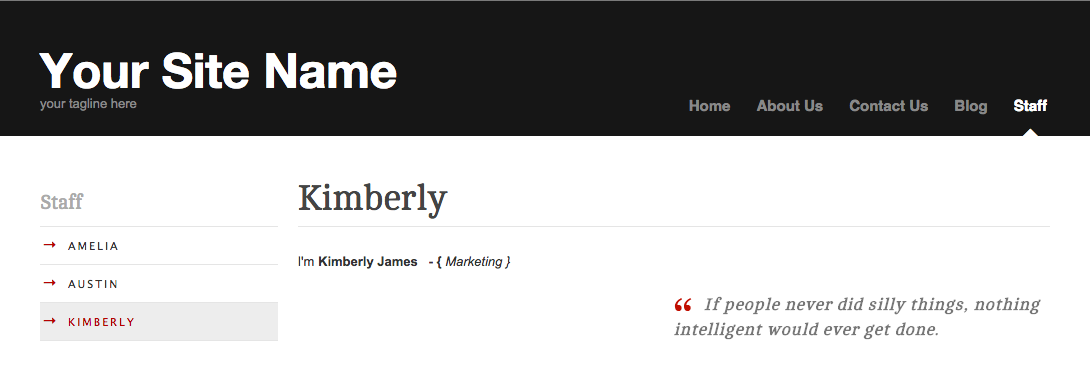 Your Site Name
your tagline here
Home About Us Contact Us Blog Staff
Staff
AMELIA
AUSTIN
KIMBERLY
Kimberly
I'm Kimberly James - { Marketing }
“ If people never did silly things, nothing
intelligent would ever get done.